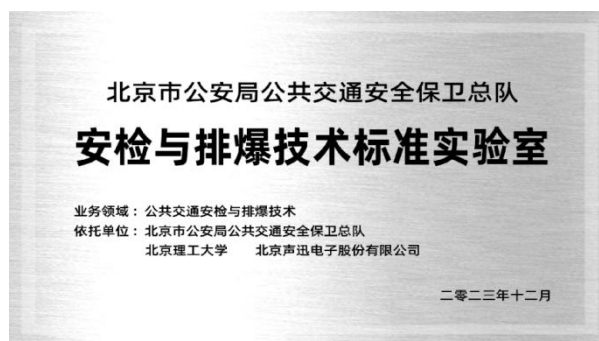 北京市公安局公共交通安全保卫总队
安检与排爆技术标准实验室
业务领域：公共交通安检与排爆技术
依托单位：北京市公安局公共交通安全保卫总队
北京理工大学 北京声迅电子股份有限公司
二零二三年十二月